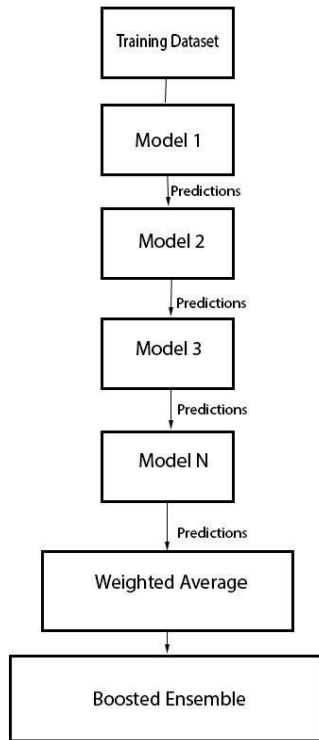 Training Dataset
Model 1
Predictions
Model 2
Predictions
Model 3
Predictions
Model N
Predictions
Weighted Average
Boosted Ensemble